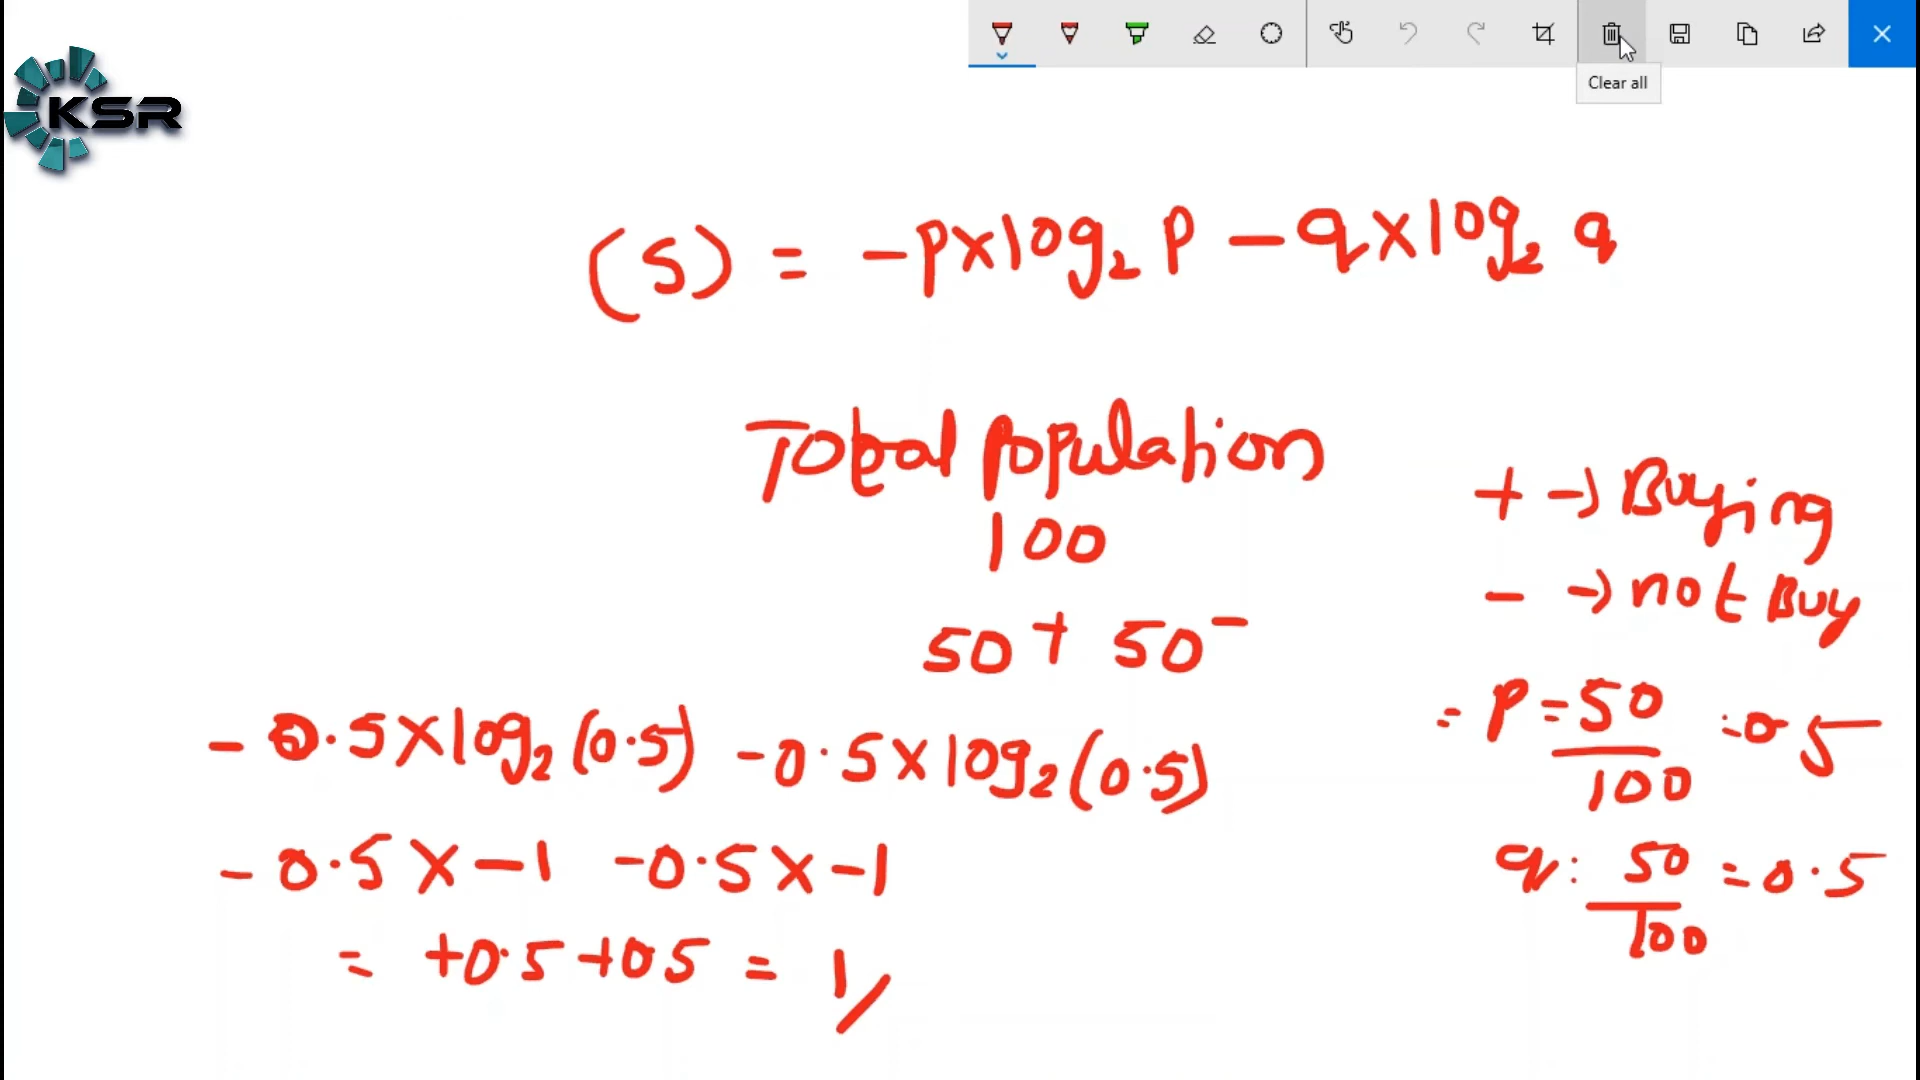 KSR
Clear all
(S) = -p×log₂ p - q×log₂ q
Total population
100
50+ 50-
+ → Buying
- → not Buy
= p = 50/100 = 0.5
q: 50/100 = 0.5
- 0.5×log₂(0.5) -0.5×log₂(0.5)
- 0.5 × -1 -0.5 × -1
= +0.5 +0.5 = 1/